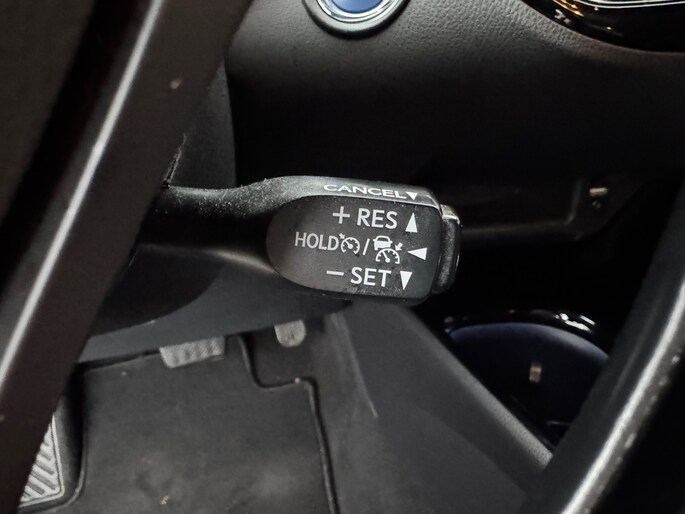 CANCEL▼
+ RES ▲
HOLD / ◀
− SET ▼